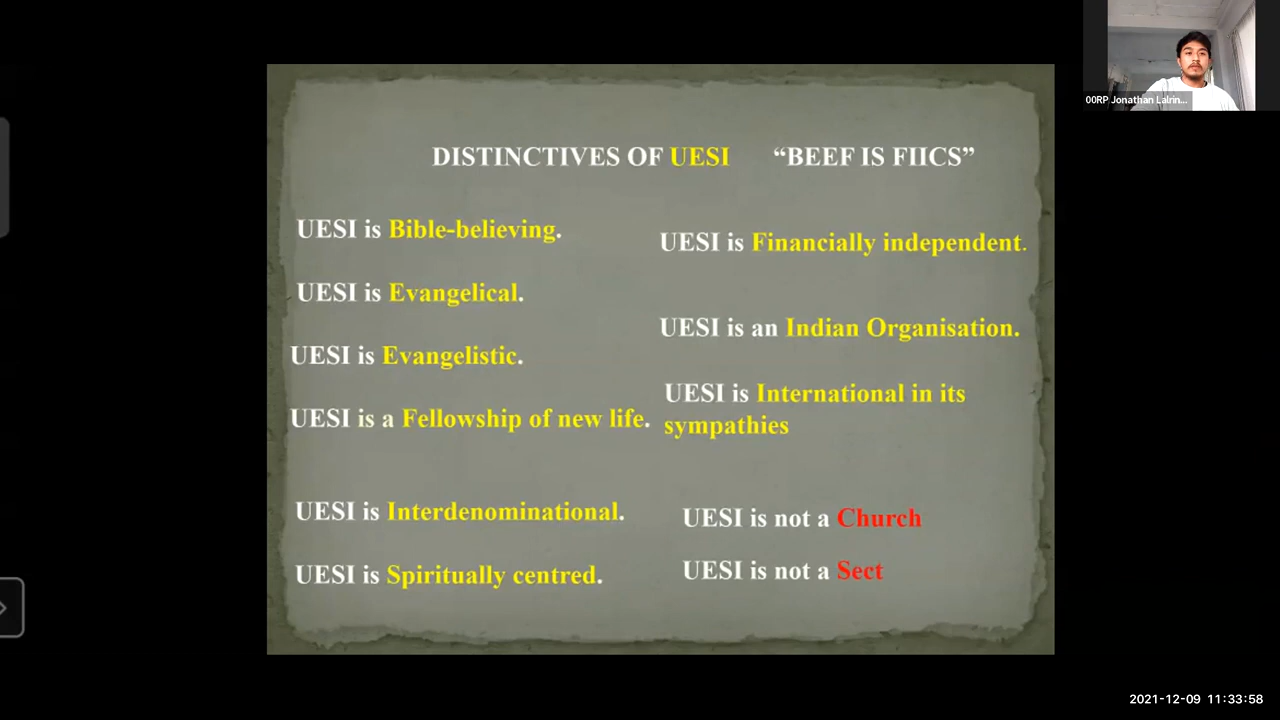 00RP Jonathan Lalrin...
DISTINCTIVES OF UESI “BEEF IS FIICS”
UESI is Bible-believing.
UESI is Evangelical.
UESI is Evangelistic.
UESI is a Fellowship of new life.
UESI is Interdenominational.
UESI is Spiritually centred.
UESI is Financially independent.
UESI is an Indian Organisation.
UESI is International in its
sympathies
UESI is not a Church
UESI is not a Sect
2021-12-09 11:33:58